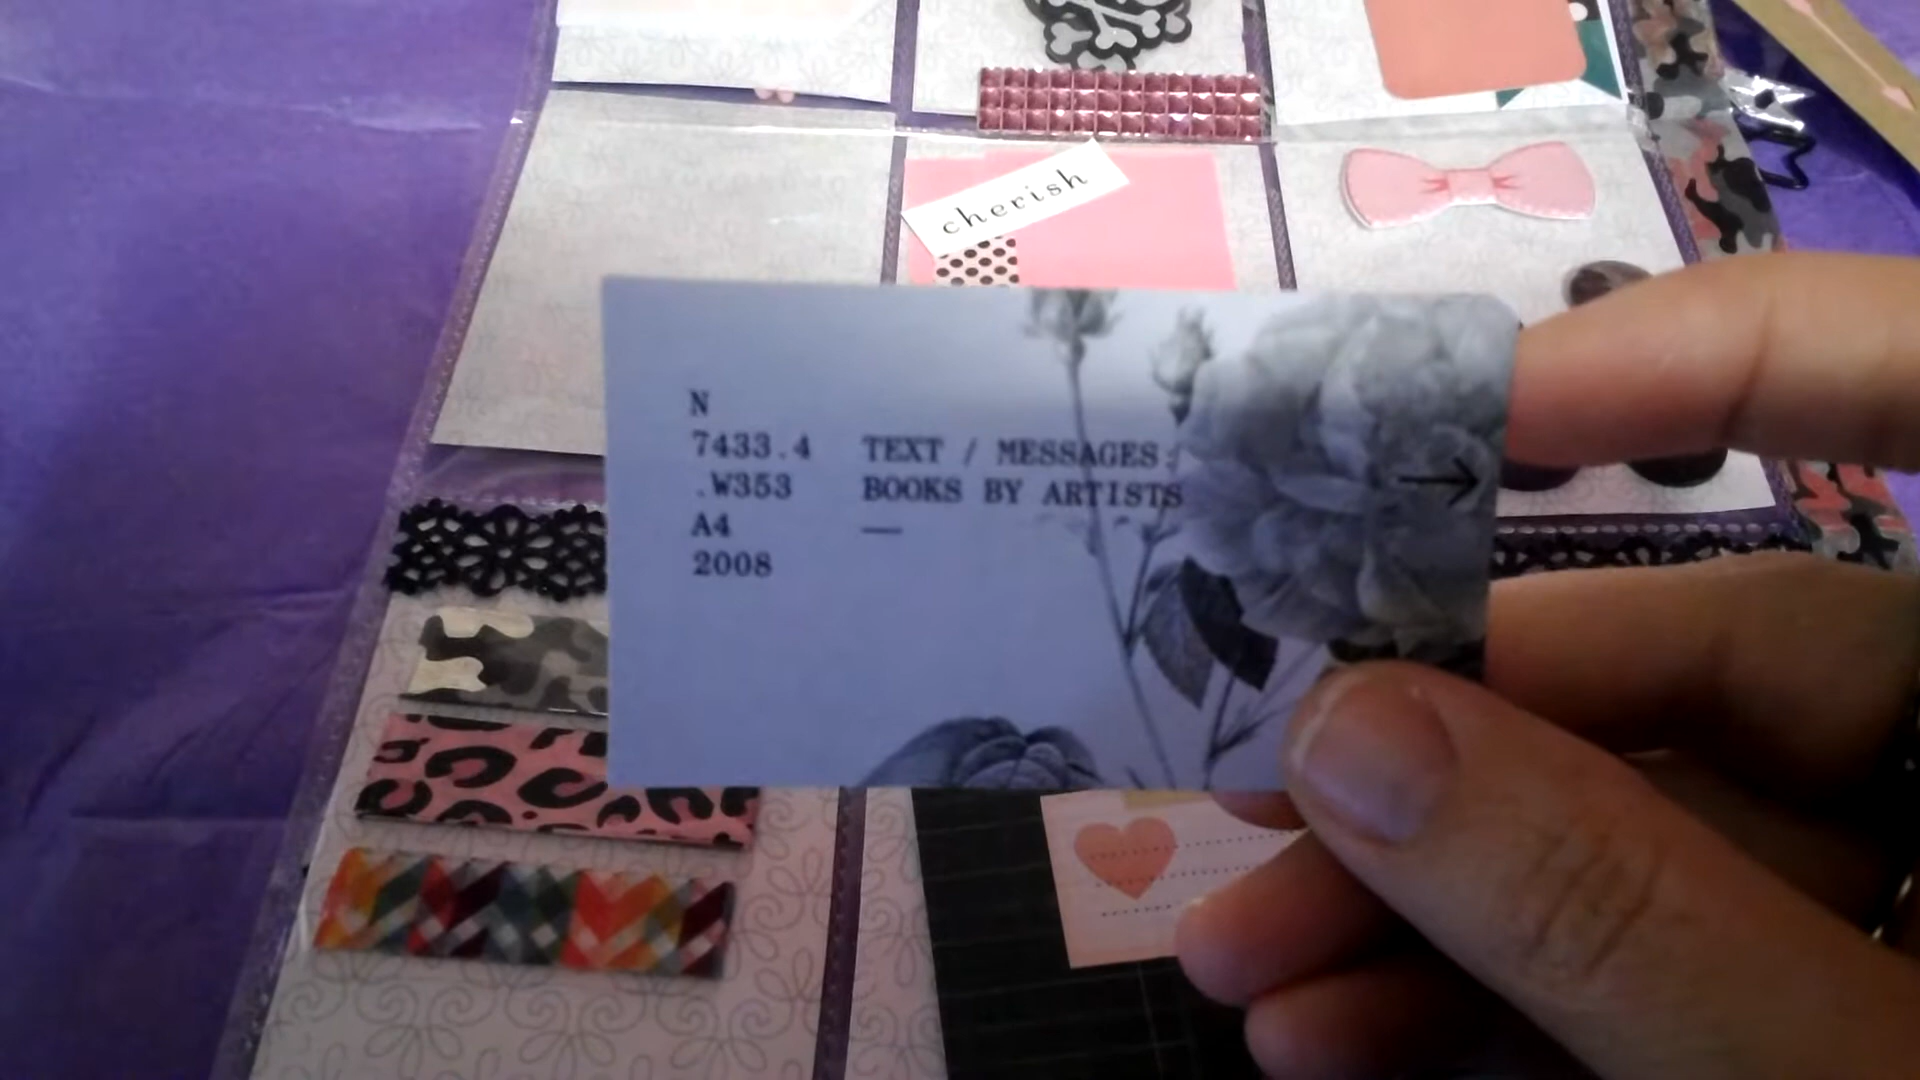 cherish
N
7433.4 TEXT / MESSAGES:
.W353 BOOKS BY ARTISTS
A4 —
2008